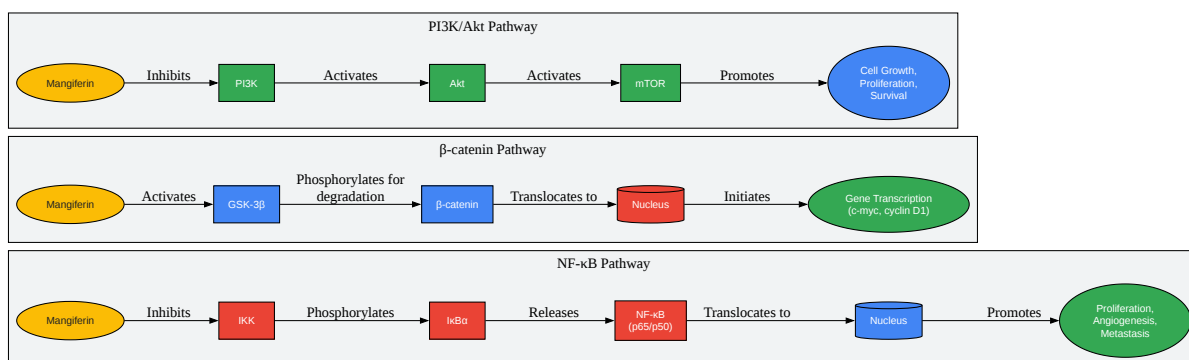 PI3K/Akt Pathway
Mangiferin
Inhibits
PI3K
Activates
Akt
Activates
mTOR
Promotes
Cell Growth,
Proliferation,
Survival
β-catenin Pathway
Mangiferin
Activates
GSK-3β
Phosphorylates for
degradation
β-catenin
Translocates to
Nucleus
Initiates
Gene Transcription
(c-myc, cyclin D1)
NF-κB Pathway
Mangiferin
Inhibits
IKK
Phosphorylates
IκBα
Releases
NF-κB
(p65/p50)
Translocates to
Nucleus
Promotes
Proliferation,
Angiogenesis,
Metastasis